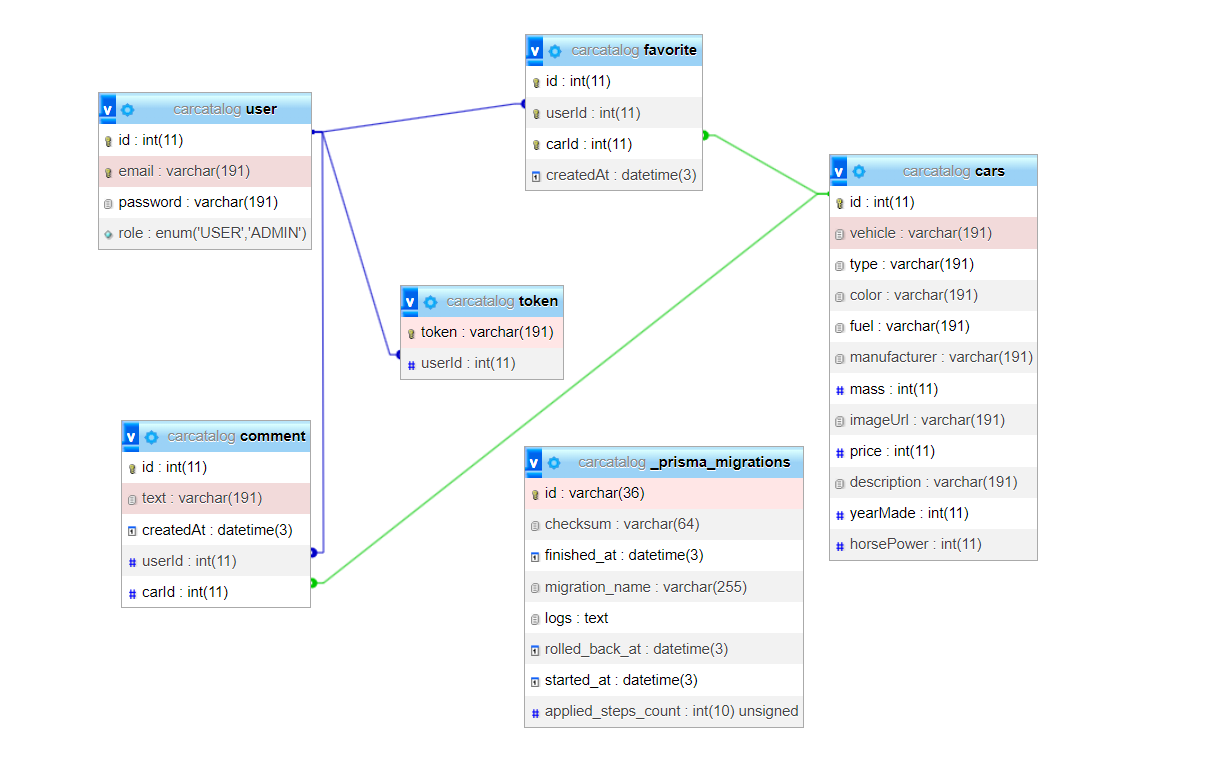 v carcatalog user
id : int(11)
email : varchar(191)
password : varchar(191)
role : enum('USER','ADMIN')
v carcatalog favorite
id : int(11)
userId : int(11)
carId : int(11)
createdAt : datetime(3)
v carcatalog cars
id : int(11)
vehicle : varchar(191)
type : varchar(191)
color : varchar(191)
fuel : varchar(191)
manufacturer : varchar(191)
# mass : int(11)
imageUrl : varchar(191)
# price : int(11)
description : varchar(191)
# yearMade : int(11)
# horsePower : int(11)
v carcatalog token
token : varchar(191)
# userId : int(11)
v carcatalog comment
id : int(11)
text : varchar(191)
createdAt : datetime(3)
# userId : int(11)
# carId : int(11)
v carcatalog _prisma_migrations
id : varchar(36)
checksum : varchar(64)
finished_at : datetime(3)
migration_name : varchar(255)
logs : text
rolled_back_at : datetime(3)
started_at : datetime(3)
# applied_steps_count : int(10) unsigned